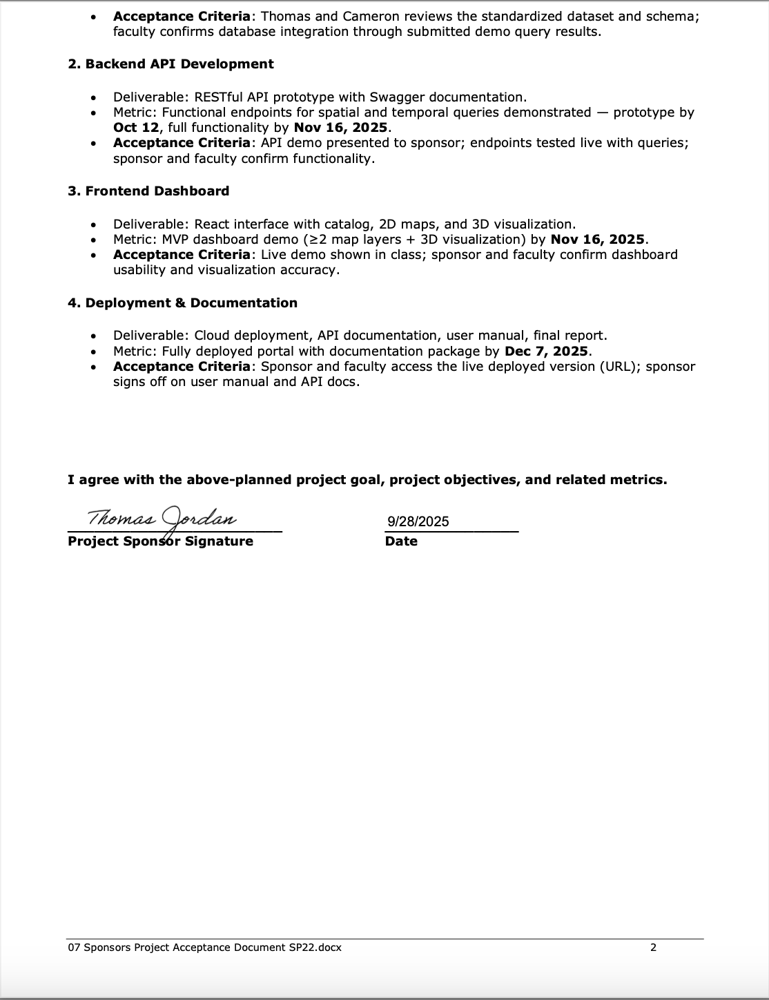 • Acceptance Criteria: Thomas and Cameron reviews the standardized dataset and schema;
faculty confirms database integration through submitted demo query results.
2. Backend API Development
• Deliverable: RESTful API prototype with Swagger documentation.
• Metric: Functional endpoints for spatial and temporal queries demonstrated — prototype by
Oct 12, full functionality by Nov 16, 2025.
• Acceptance Criteria: API demo presented to sponsor; endpoints tested live with queries;
sponsor and faculty confirm functionality.
3. Frontend Dashboard
• Deliverable: React interface with catalog, 2D maps, and 3D visualization.
• Metric: MVP dashboard demo (≥2 map layers + 3D visualization) by Nov 16, 2025.
• Acceptance Criteria: Live demo shown in class; sponsor and faculty confirm dashboard
usability and visualization accuracy.
4. Deployment & Documentation
• Deliverable: Cloud deployment, API documentation, user manual, final report.
• Metric: Fully deployed portal with documentation package by Dec 7, 2025.
• Acceptance Criteria: Sponsor and faculty access the live deployed version (URL); sponsor
signs off on user manual and API docs.
I agree with the above-planned project goal, project objectives, and related metrics.
Thomas Jordan 9/28/2025
Project Sponsor Signature Date
07 Sponsors Project Acceptance Document SP22.docx 2